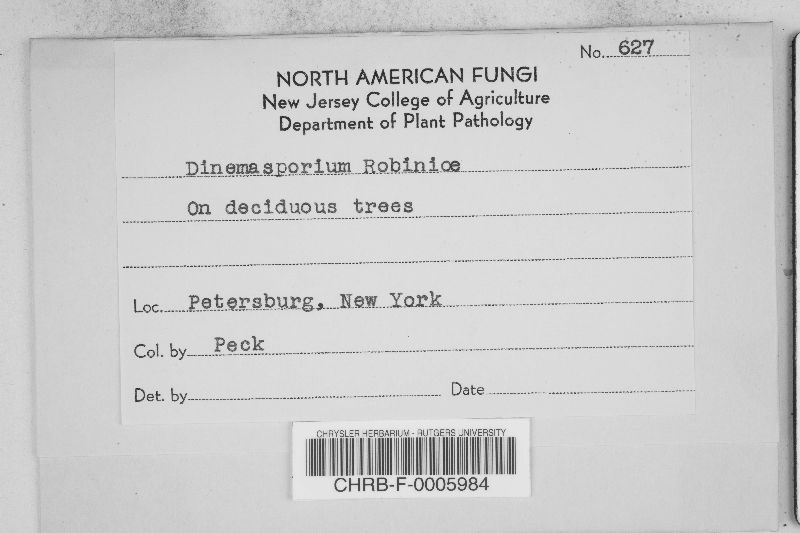 No. 627
NORTH AMERICAN FUNGI
New Jersey College of Agriculture
Department of Plant Pathology
Dinemasporium Robiniœ
On deciduous trees
Loc. Petersburg, New York
Col. by Peck
Det. by Date
CHRYSLER HERBARIUM - RUTGERS UNIVERSITY
CHRB-F-0005984